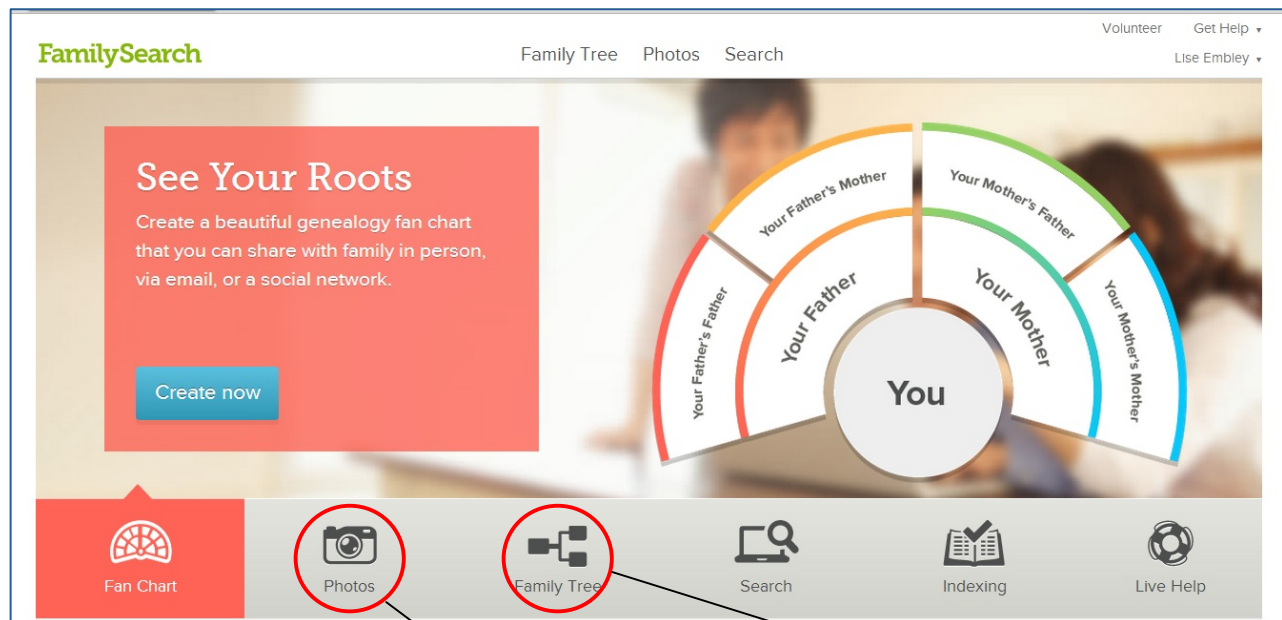 Volunteer Get Help
FamilySearch Family Tree Photos Search Lise Embley
See Your Roots
Create a beautiful genealogy fan chart
that you can share with family in person,
via email, or a social network.
Create now
Your Father's Father
Your Father's Mother
Your Mother's Father
Your Mother's Mother
Your Father
Your Mother
You
Fan Chart Photos Family Tree Search Indexing Live Help